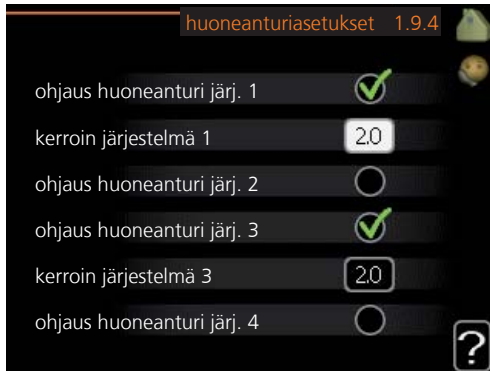 huoneanturiasetukset 1.9.4
ohjaus huoneanturi järj. 1
kerroin järjestelmä 1 2.0
ohjaus huoneanturi järj. 2
ohjaus huoneanturi järj. 3
kerroin järjestelmä 3 2.0
ohjaus huoneanturi järj. 4
?